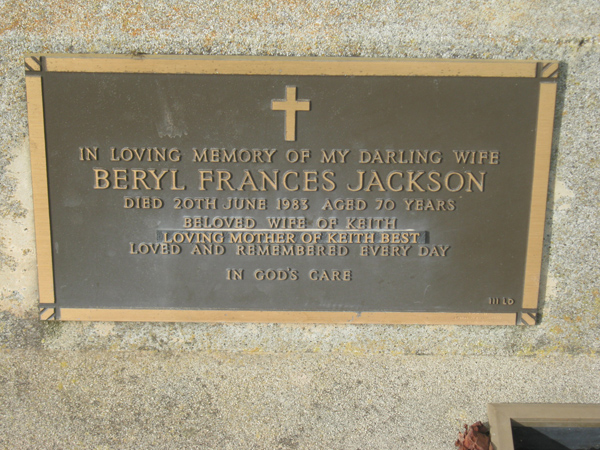 IN LOVING MEMORY OF MY DARLING WIFE
BERYL FRANCES JACKSON
DIED 20TH JUNE 1983 AGED 70 YEARS
BELOVED WIFE OF KEITH
LOVING MOTHER OF KEITH BEST
LOVED AND REMEMBERED EVERY DAY
IN GOD'S CARE
111 LD